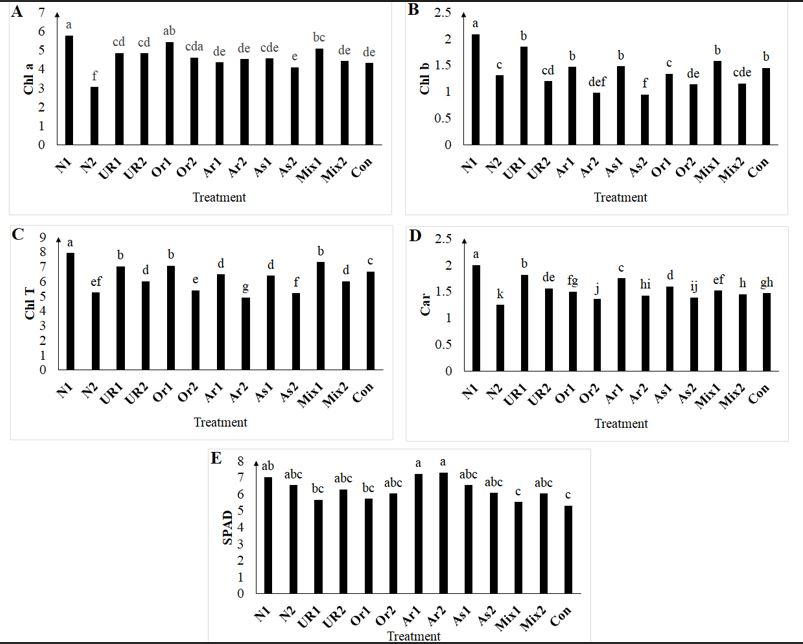 A
Chl a
7
6
5
4
3
2
1
0
a f cd cd ab cda de de cde e bc de de
N1 N2 UR1 UR2 Or1 Or2 Ar1 Ar2 As1 As2 Mix1 Mix2 Con
Treatment
B
Chl b
2.5
2
1.5
1
0.5
0
a c b cd b def b f c de b cde b
N1 N2 UR1 UR2 Ar1 Ar2 As1 As2 Or1 Or2 Mix1 Mix2 Con
Treatment
C
Chl T
9
8
7
6
5
4
3
2
1
0
a ef b d b e d g d f b d c
N1 N2 UR1 UR2 Or1 Or2 Ar1 Ar2 As1 As2 Mix1 Mix2 Con
Treatment
D
Car
2.5
2
1.5
1
0.5
0
a k b de fg j c hi d ij ef h gh
N1 N2 UR1 UR2 Or1 Or2 Ar1 Ar2 As1 As2 Mix1 Mix2 Con
Treatment
E
SPAD
8
7
6
5
4
3
2
1
0
ab abc bc abc bc abc a a abc abc c abc c
N1 N2 UR1 UR2 Or1 Or2 Ar1 Ar2 As1 As2 Mix1 Mix2 Con
Treatment